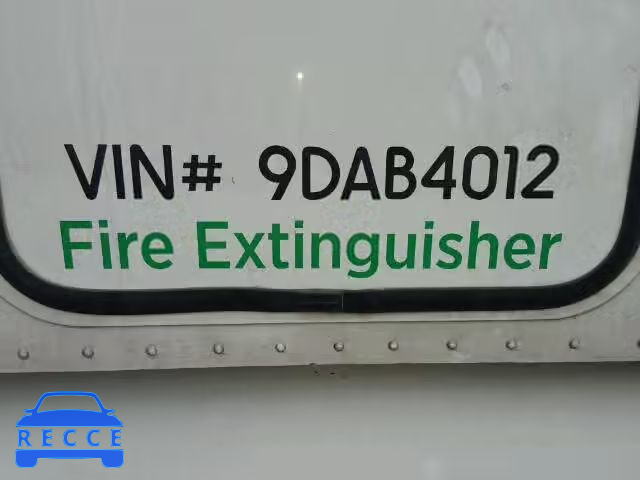 VIN# 9DAB4012
Fire Extinguisher
RECCE